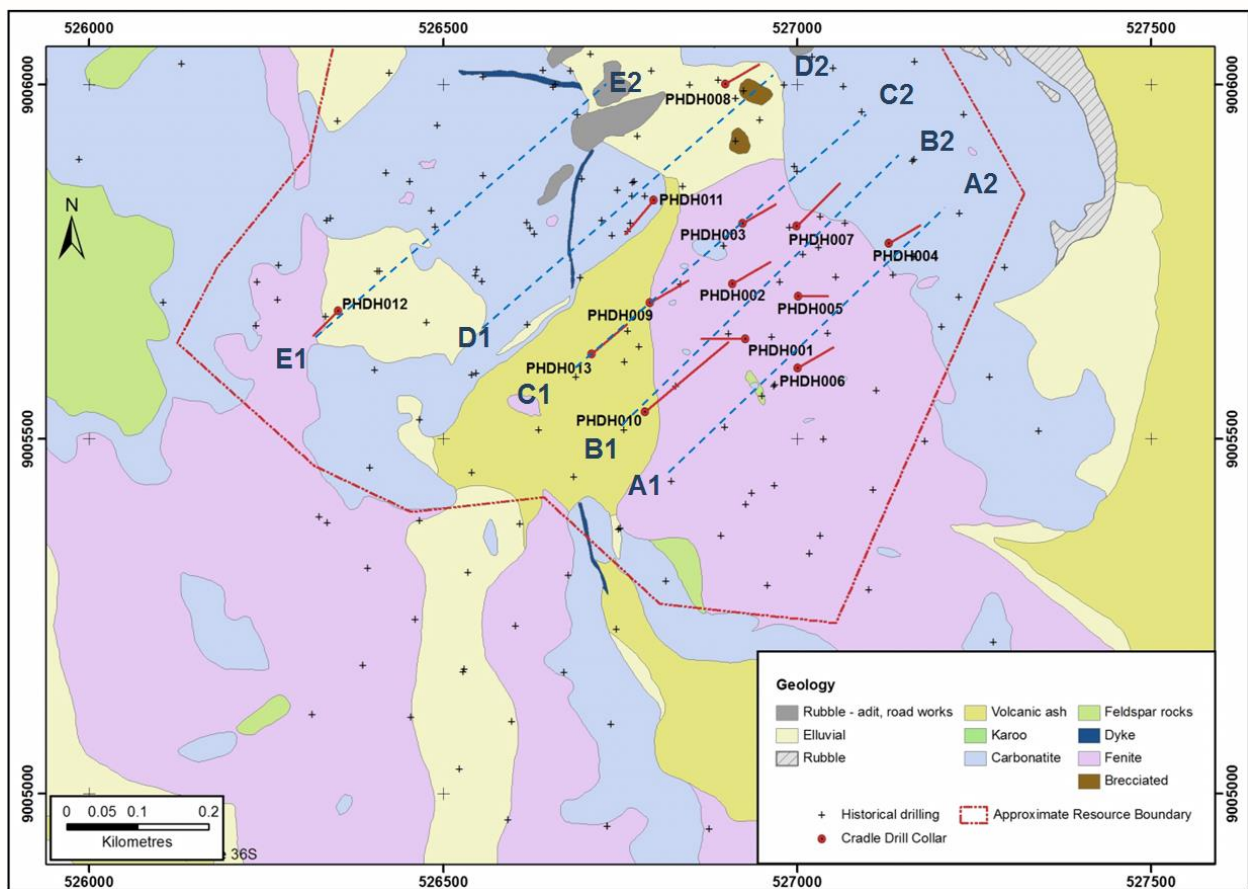 526000
526500
527000
527500
9006000
9006000
E2
D2
PHDH008
C2
B2
A2
PHDH011
PHDH003
PHDH007
PHDH004
PHDH012
PHDH002
PHDH005
PHDH009
D1
E1
PHDH001
PHDH013
PHDH006
C1
PHDH010
B1
A1
N
9005500
9005500
9005000
9005000
Geology
Rubble - adit, road works
Elluvial
Rubble
Volcanic ash
Karoo
Carbonatite
Feldspar rocks
Dyke
Fenite
Brecciated
Historical drilling
Cradle Drill Collar
Approximate Resource Boundary
0 0.05 0.1 0.2
Kilometres
36S
526000
526500
527000
527500